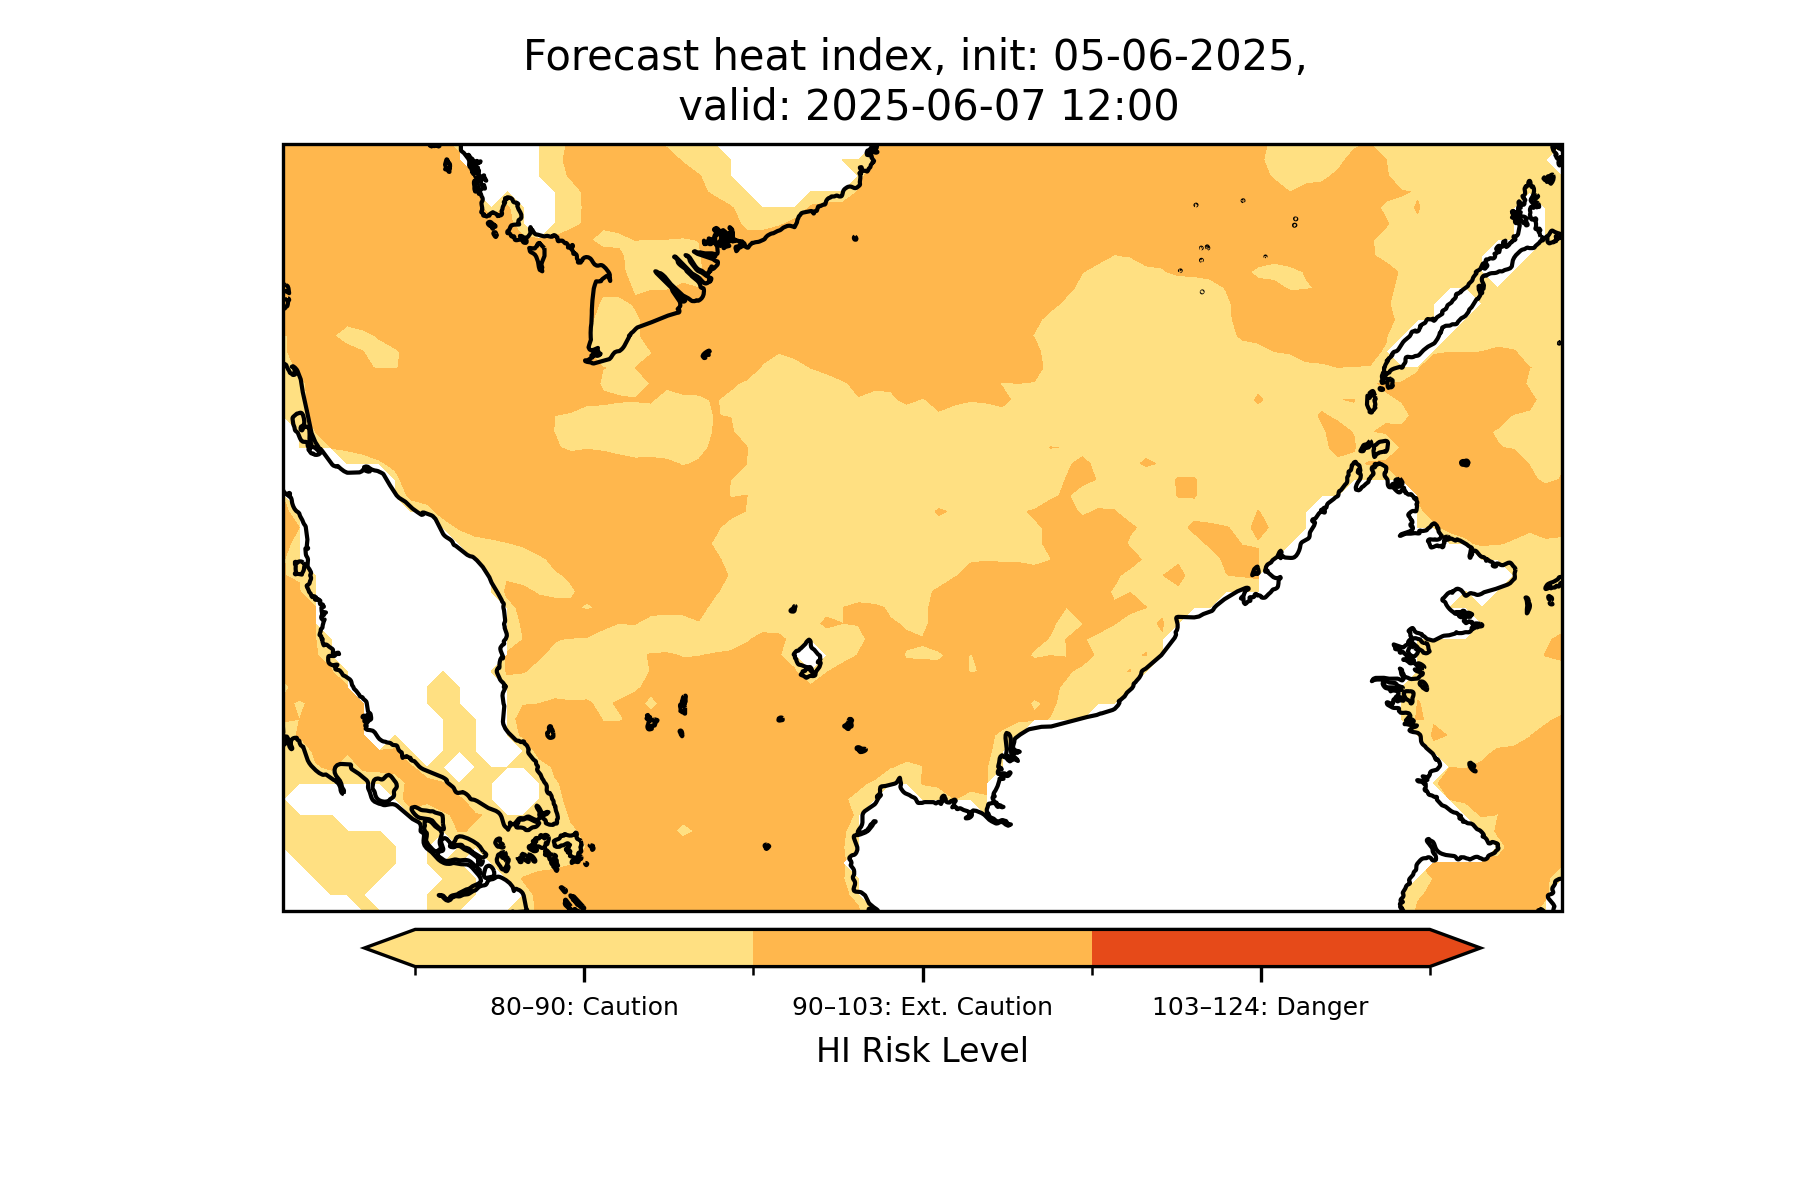 Forecast heat index, init: 05-06-2025,
valid: 2025-06-07 12:00
80–90: Caution
90–103: Ext. Caution
103–124: Danger
HI Risk Level